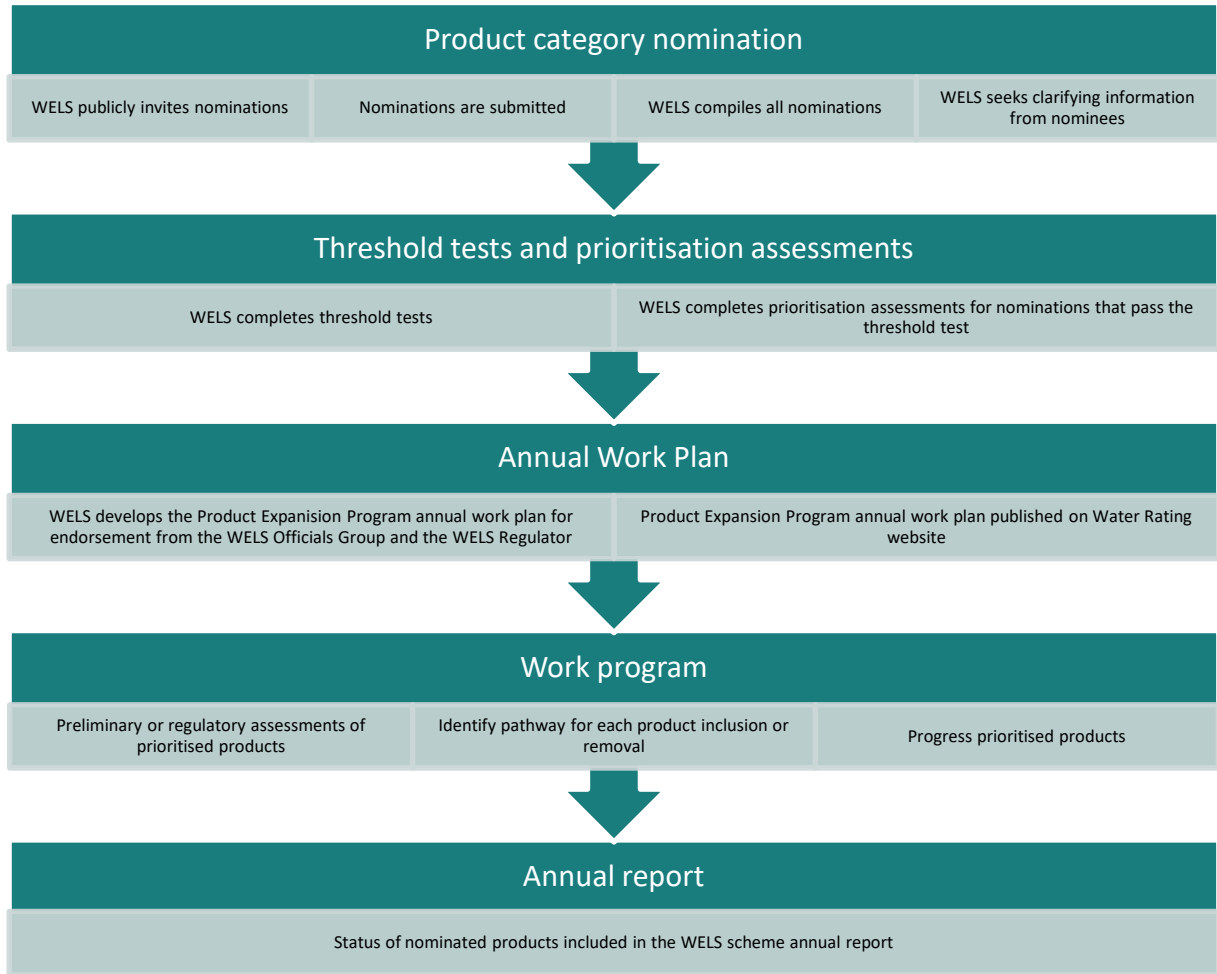 Product category nomination
WELS publicly invites nominations
Nominations are submitted
WELS compiles all nominations
WELS seeks clarifying information
from nominees
Threshold tests and prioritisation assessments
WELS completes threshold tests
WELS completes prioritisation assessments for nominations that pass the
threshold test
Annual Work Plan
WELS develops the Product Expanision Program annual work plan for
endorsement from the WELS Officials Group and the WELS Regulator
Product Expansion Program annual work plan published on Water Rating
website
Work program
Preliminary or regulatory assessments of
prioritised products
Identify pathway for each product inclusion or
removal
Progress prioritised products
Annual report
Status of nominated products included in the WELS scheme annual report